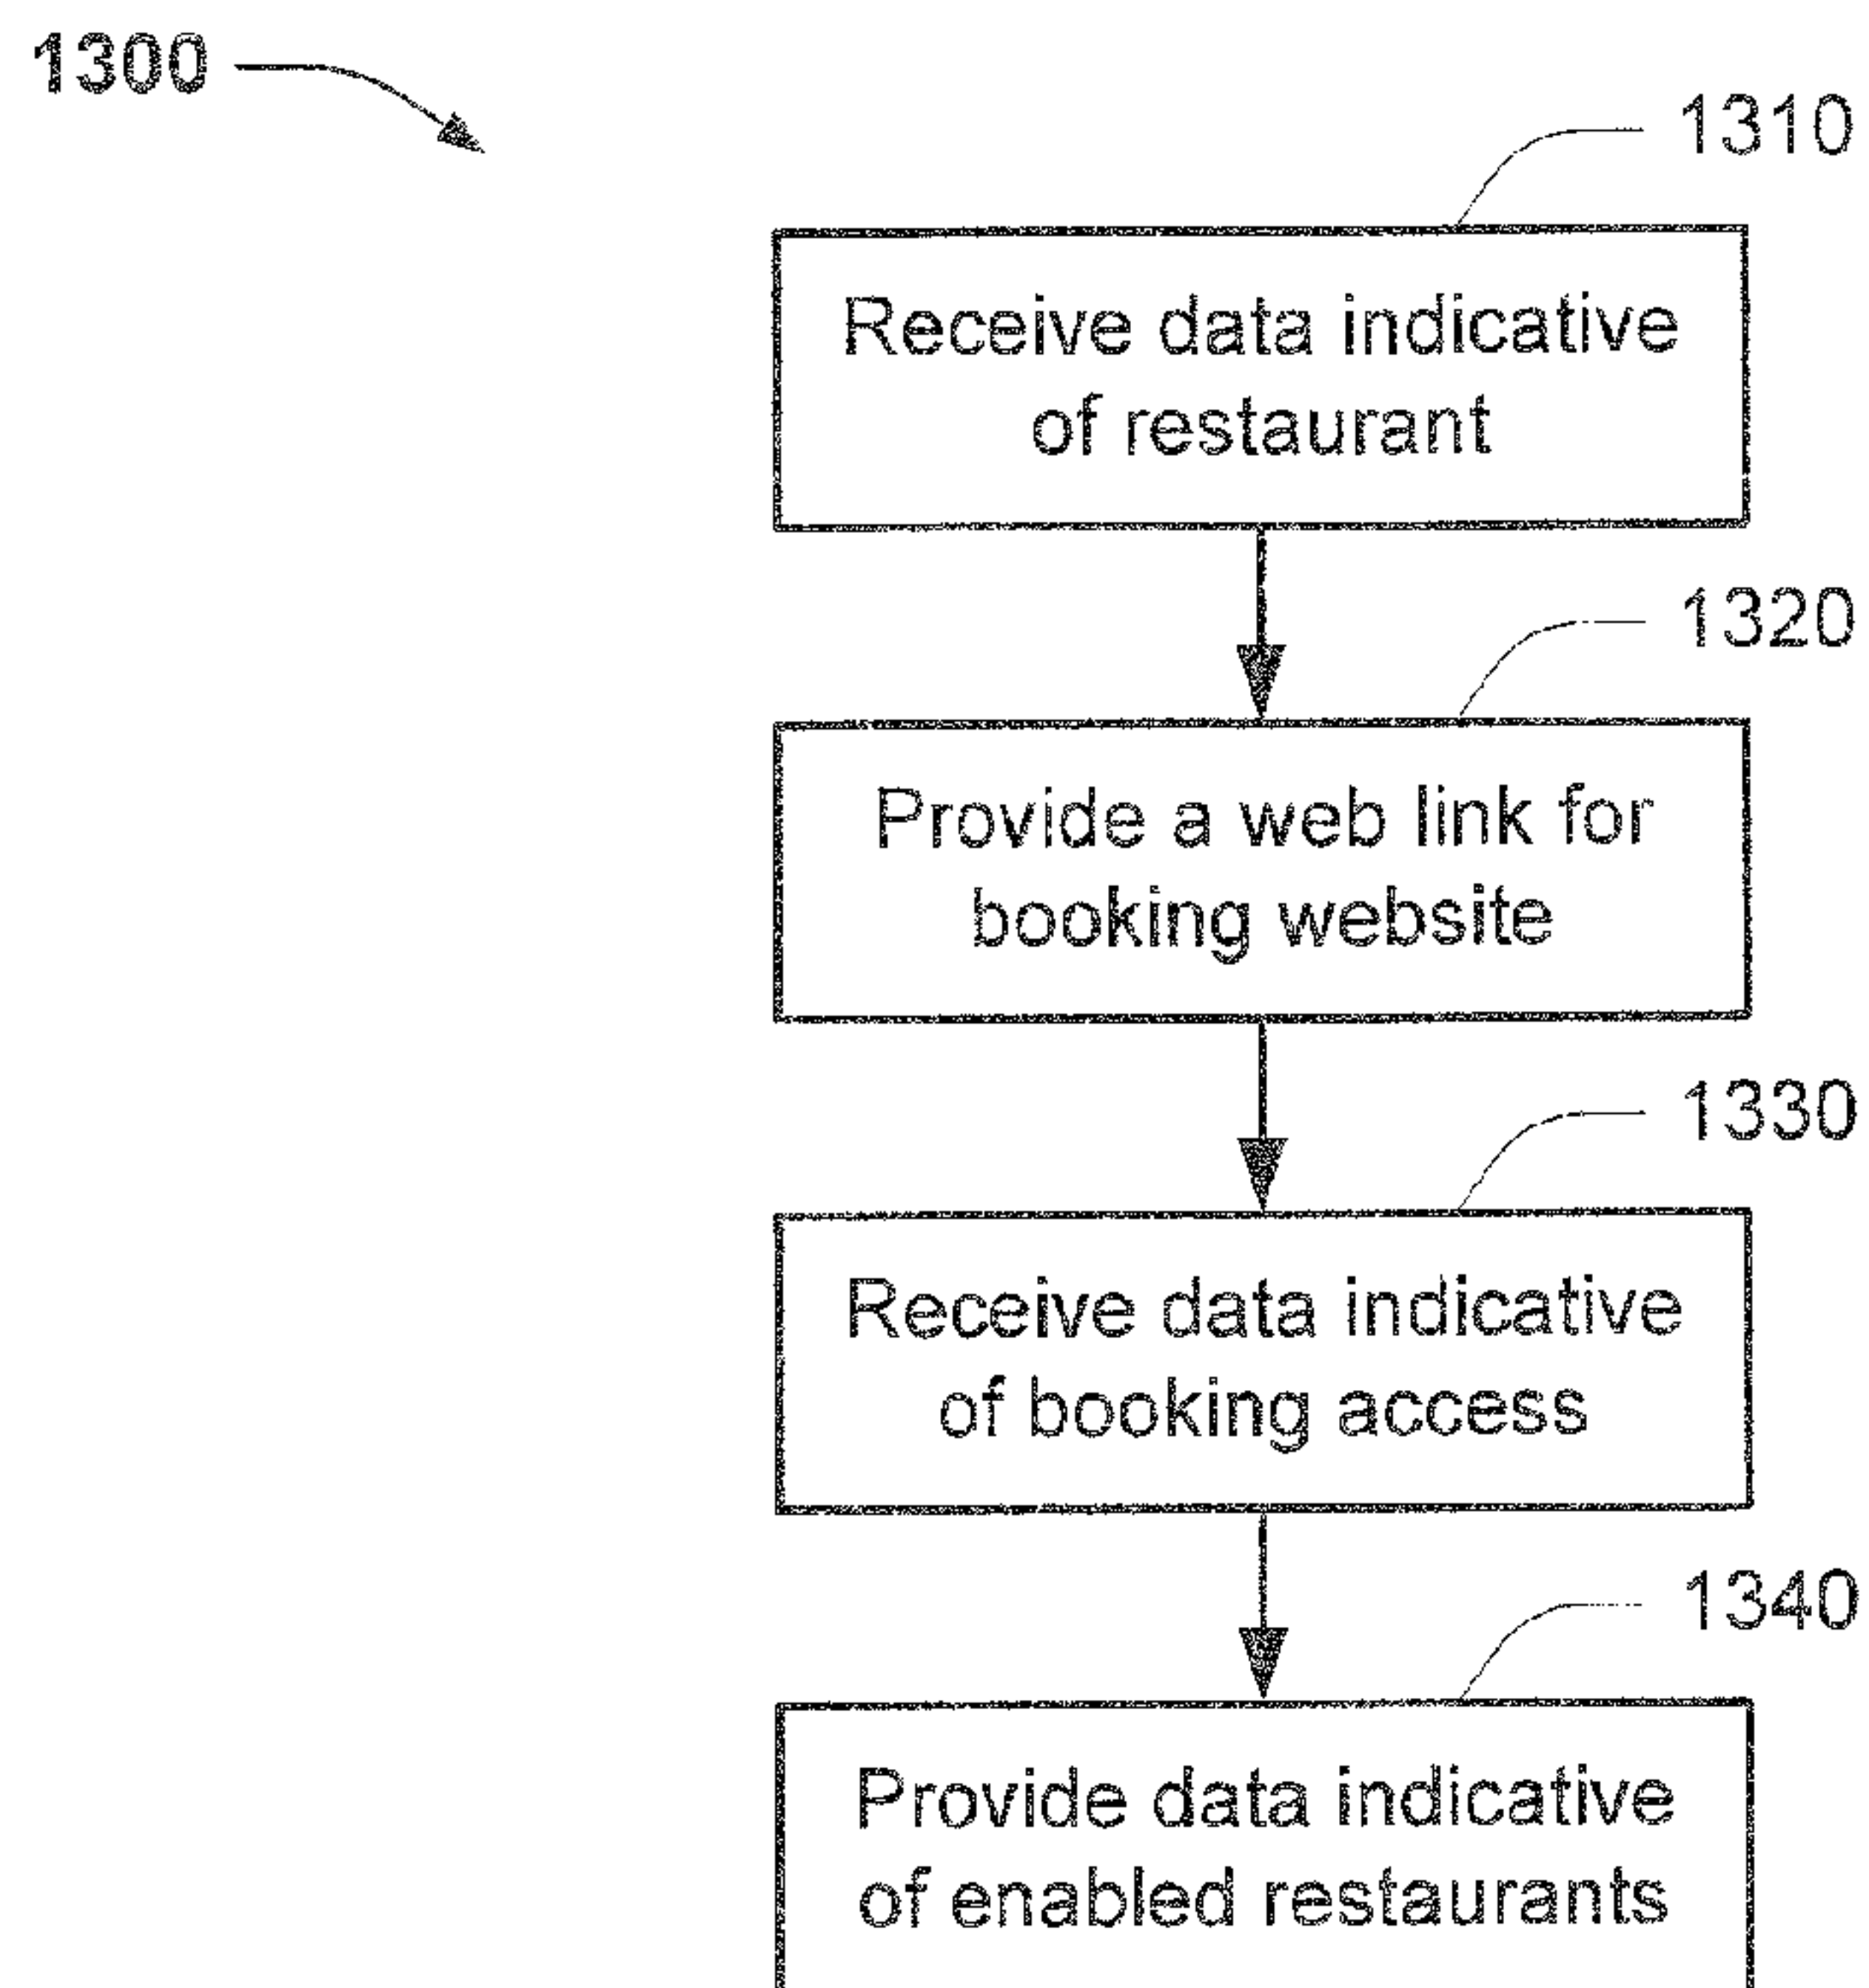 1300
1310
Receive data indicative
of restaurant
1320
Provide a web link for
booking website
1330
Receive data indicative
of booking access
1340
Provide data indicative
of enabled restaurants